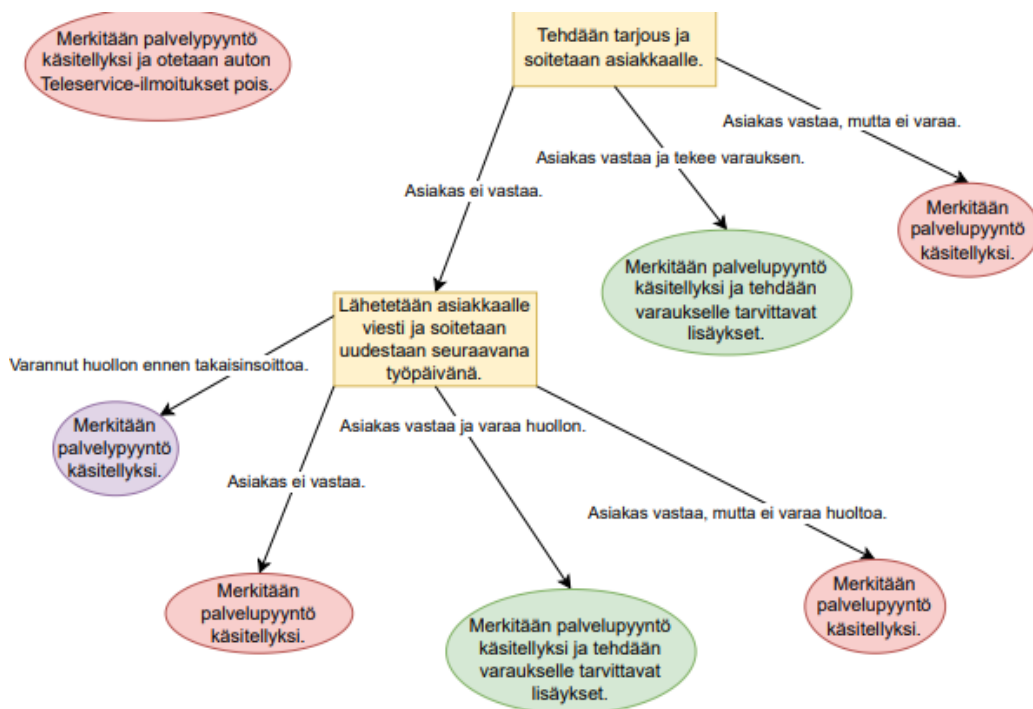 Merkitään palvelypyyntö
käsitellyksi ja otetaan auton
Teleservice-ilmoitukset pois.
Tehdään tarjous ja
soitetaan asiakkaalle.
Asiakas vastaa, mutta ei varaa.
Asiakas vastaa ja tekee varauksen.
Asiakas ei vastaa.
Merkitään
palvelupyyntö
käsitellyksi.
Merkitään palvelupyyntö
käsitellyksi ja tehdään
varaukselle tarvittavat
lisäykset.
Lähetetään asiakkaalle
viesti ja soitetaan
uudestaan seuraavana
työpäivänä.
Varannut huollon ennen takaisinsoittoa.
Merkitään
palvelypyyntö
käsitellyksi.
Asiakas vastaa ja varaa huollon.
Asiakas ei vastaa.
Asiakas vastaa, mutta ei varaa huoltoa.
Merkitään
palvelupyyntö
käsitellyksi.
Merkitään palvelupyyntö
käsitellyksi ja tehdään
varaukselle tarvittavat
lisäykset.
Merkitään
palvelupyyntö
käsitellyksi.